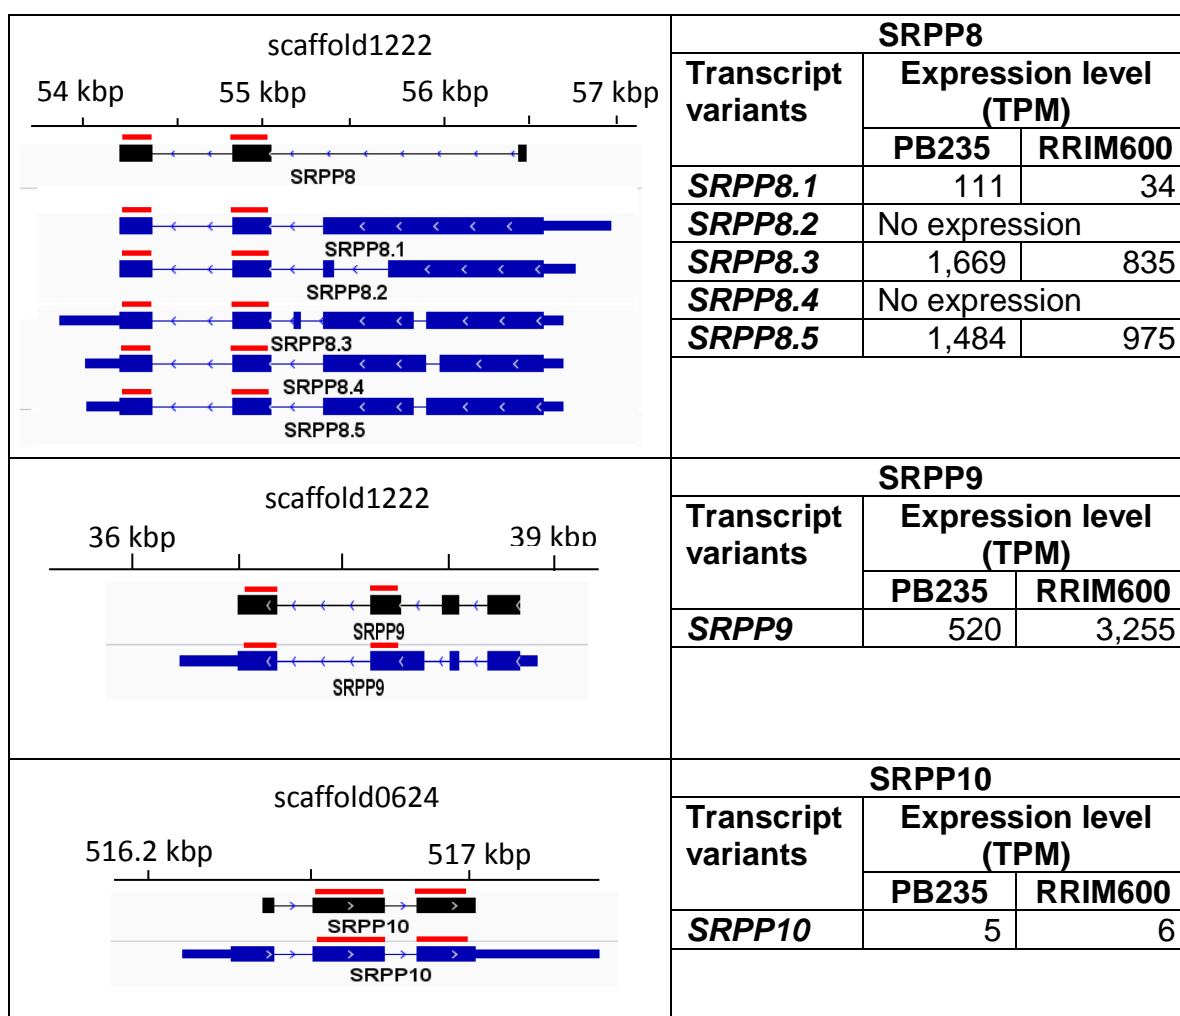 scaffold1222
54 kbp 55 kbp 56 kbp 57 kbp
SRPP8
SRPP8.1
SRPP8.2
SRPP8.3
SRPP8.4
SRPP8.5
SRPP8
Transcript variants Expression level (TPM)
PB235 RRIM600
SRPP8.1 111 34
SRPP8.2 No expression
SRPP8.3 1,669 835
SRPP8.4 No expression
SRPP8.5 1,484 975
scaffold1222
36 kbp 39 kbp
SRPP9
SRPP9
SRPP9
Transcript variants Expression level (TPM)
PB235 RRIM600
SRPP9 520 3,255
scaffold0624
516.2 kbp 517 kbp
SRPP10
SRPP10
SRPP10
Transcript variants Expression level (TPM)
PB235 RRIM600
SRPP10 5 6